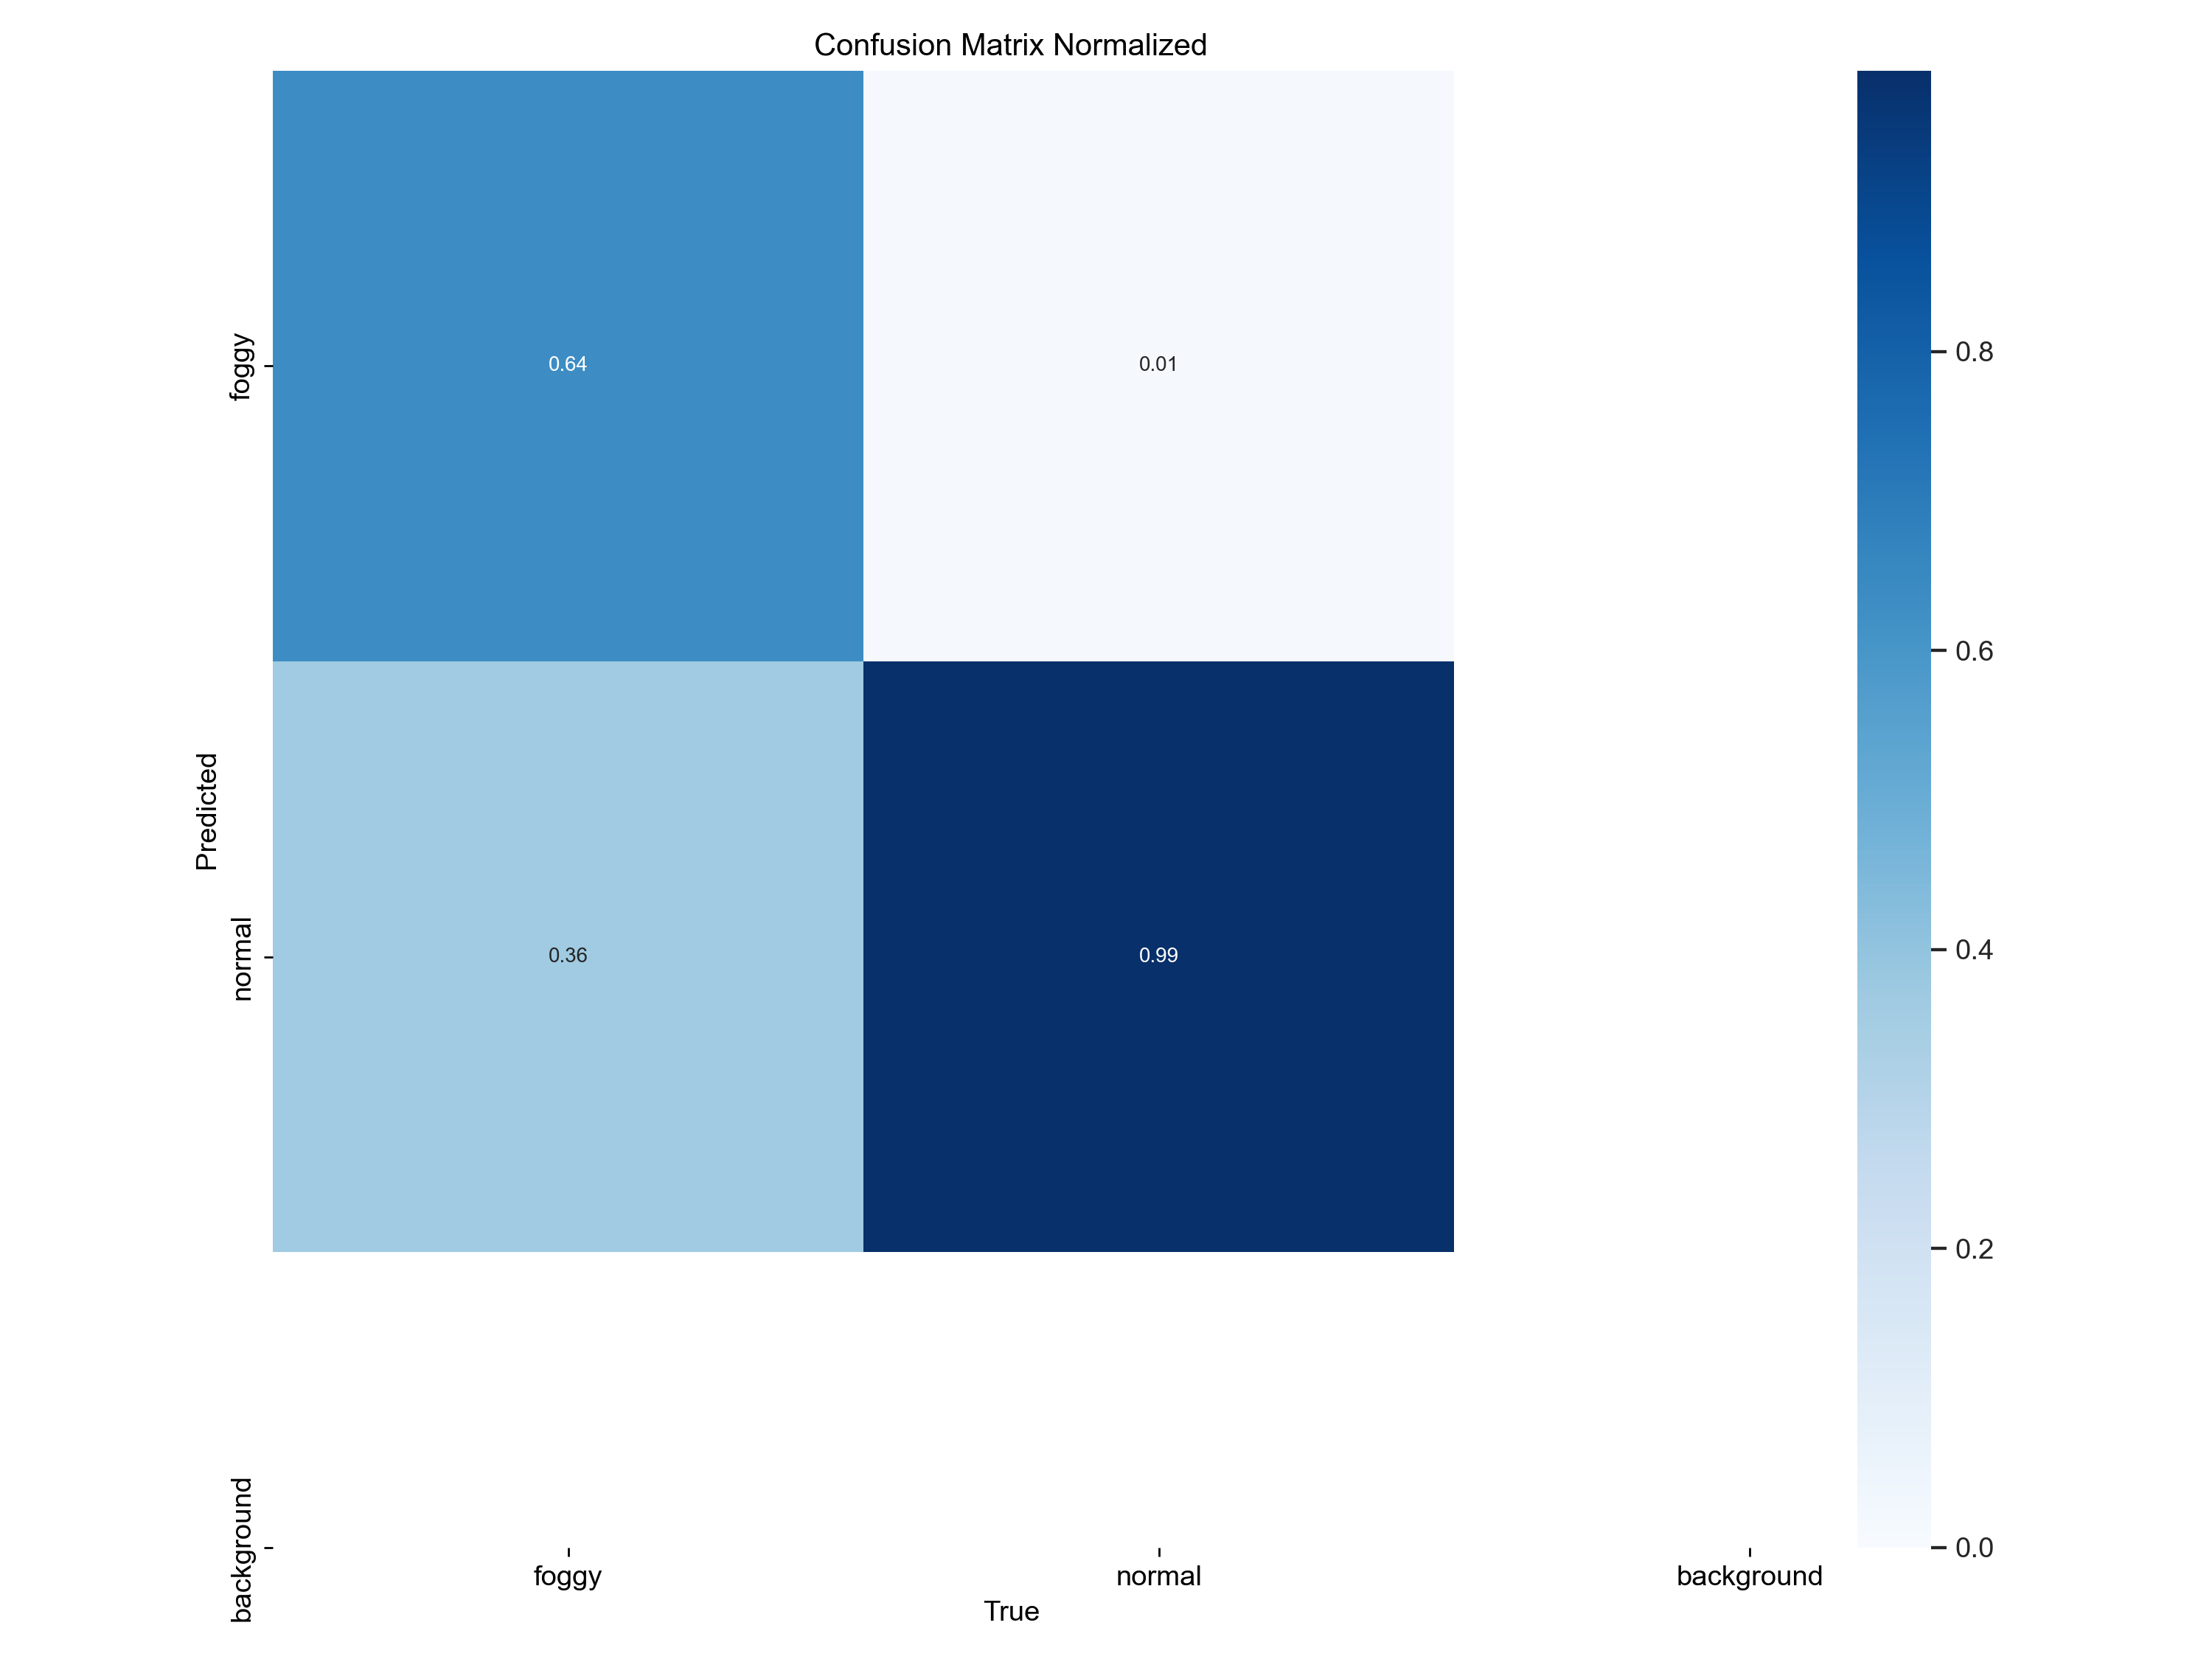 Confusion Matrix Normalized
foggy
0.64
0.01
normal
0.36
0.99
background
Predicted
foggy
normal
background
True
0.8
0.6
0.4
0.2
0.0